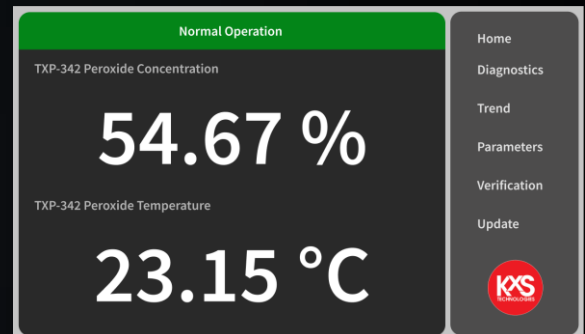 Normal Operation
TXP-342 Peroxide Concentration
54.67 %
TXP-342 Peroxide Temperature
23.15 °C
Home
Diagnostics
Trend
Parameters
Verification
Update
KXS
TECHNOLOGIES